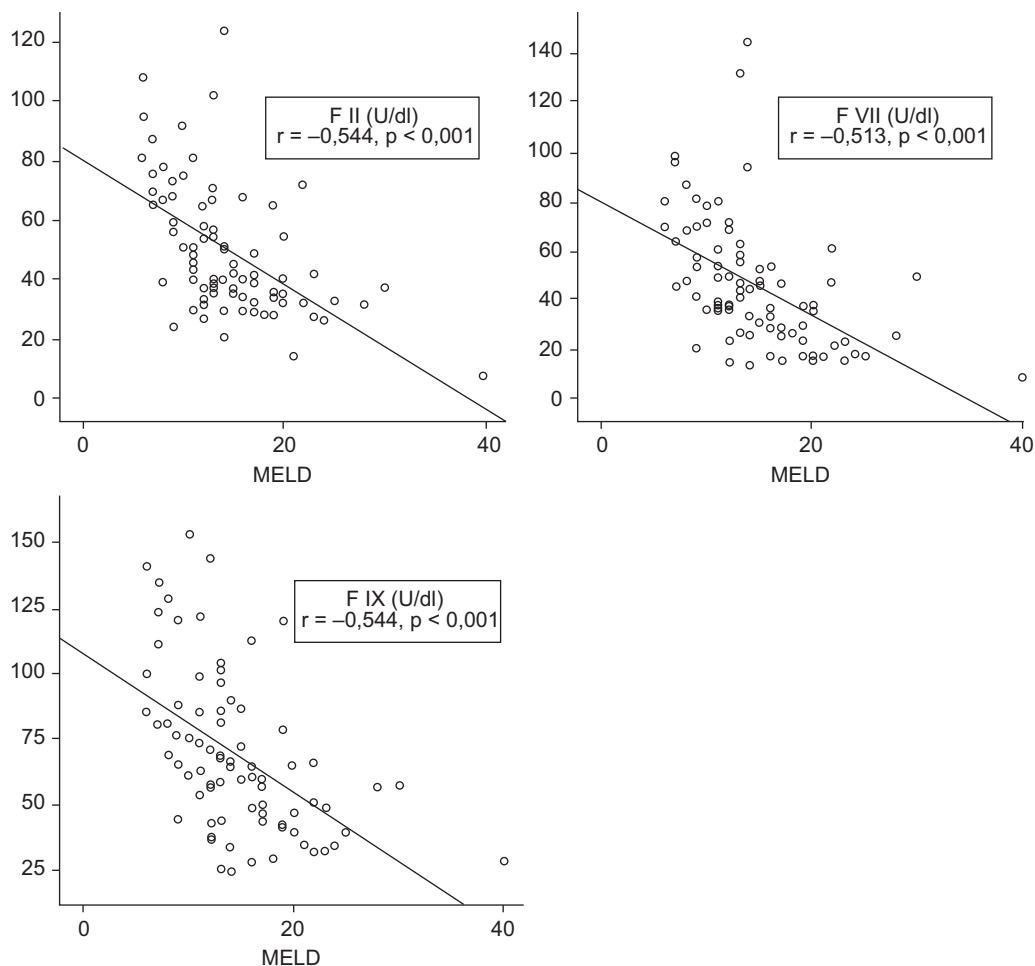 120
100
80
60
40
20
0
F II (U/dl)
r = –0,544, p < 0,001
0 20 40
MELD
140
120
100
80
60
40
20
0
F VII (U/dl)
r = –0,513, p < 0,001
0 20 40
MELD
150
125
100
75
50
25
F IX (U/dl)
r = –0,544, p < 0,001
0 20 40
MELD